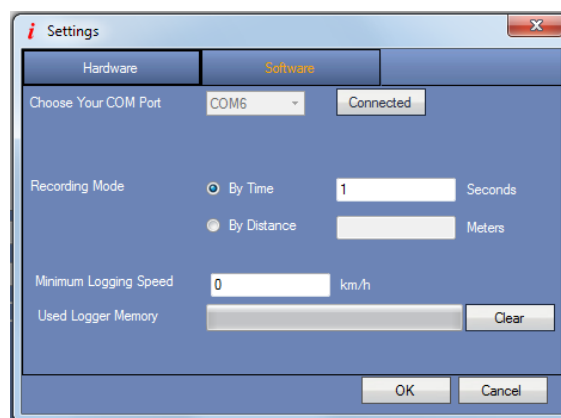 i Settings
Hardware Software
Choose Your COM Port COM6 Connected
Recording Mode By Time 1 Seconds
By Distance Meters
Minimum Logging Speed 0 km/h
Used Logger Memory Clear
OK Cancel